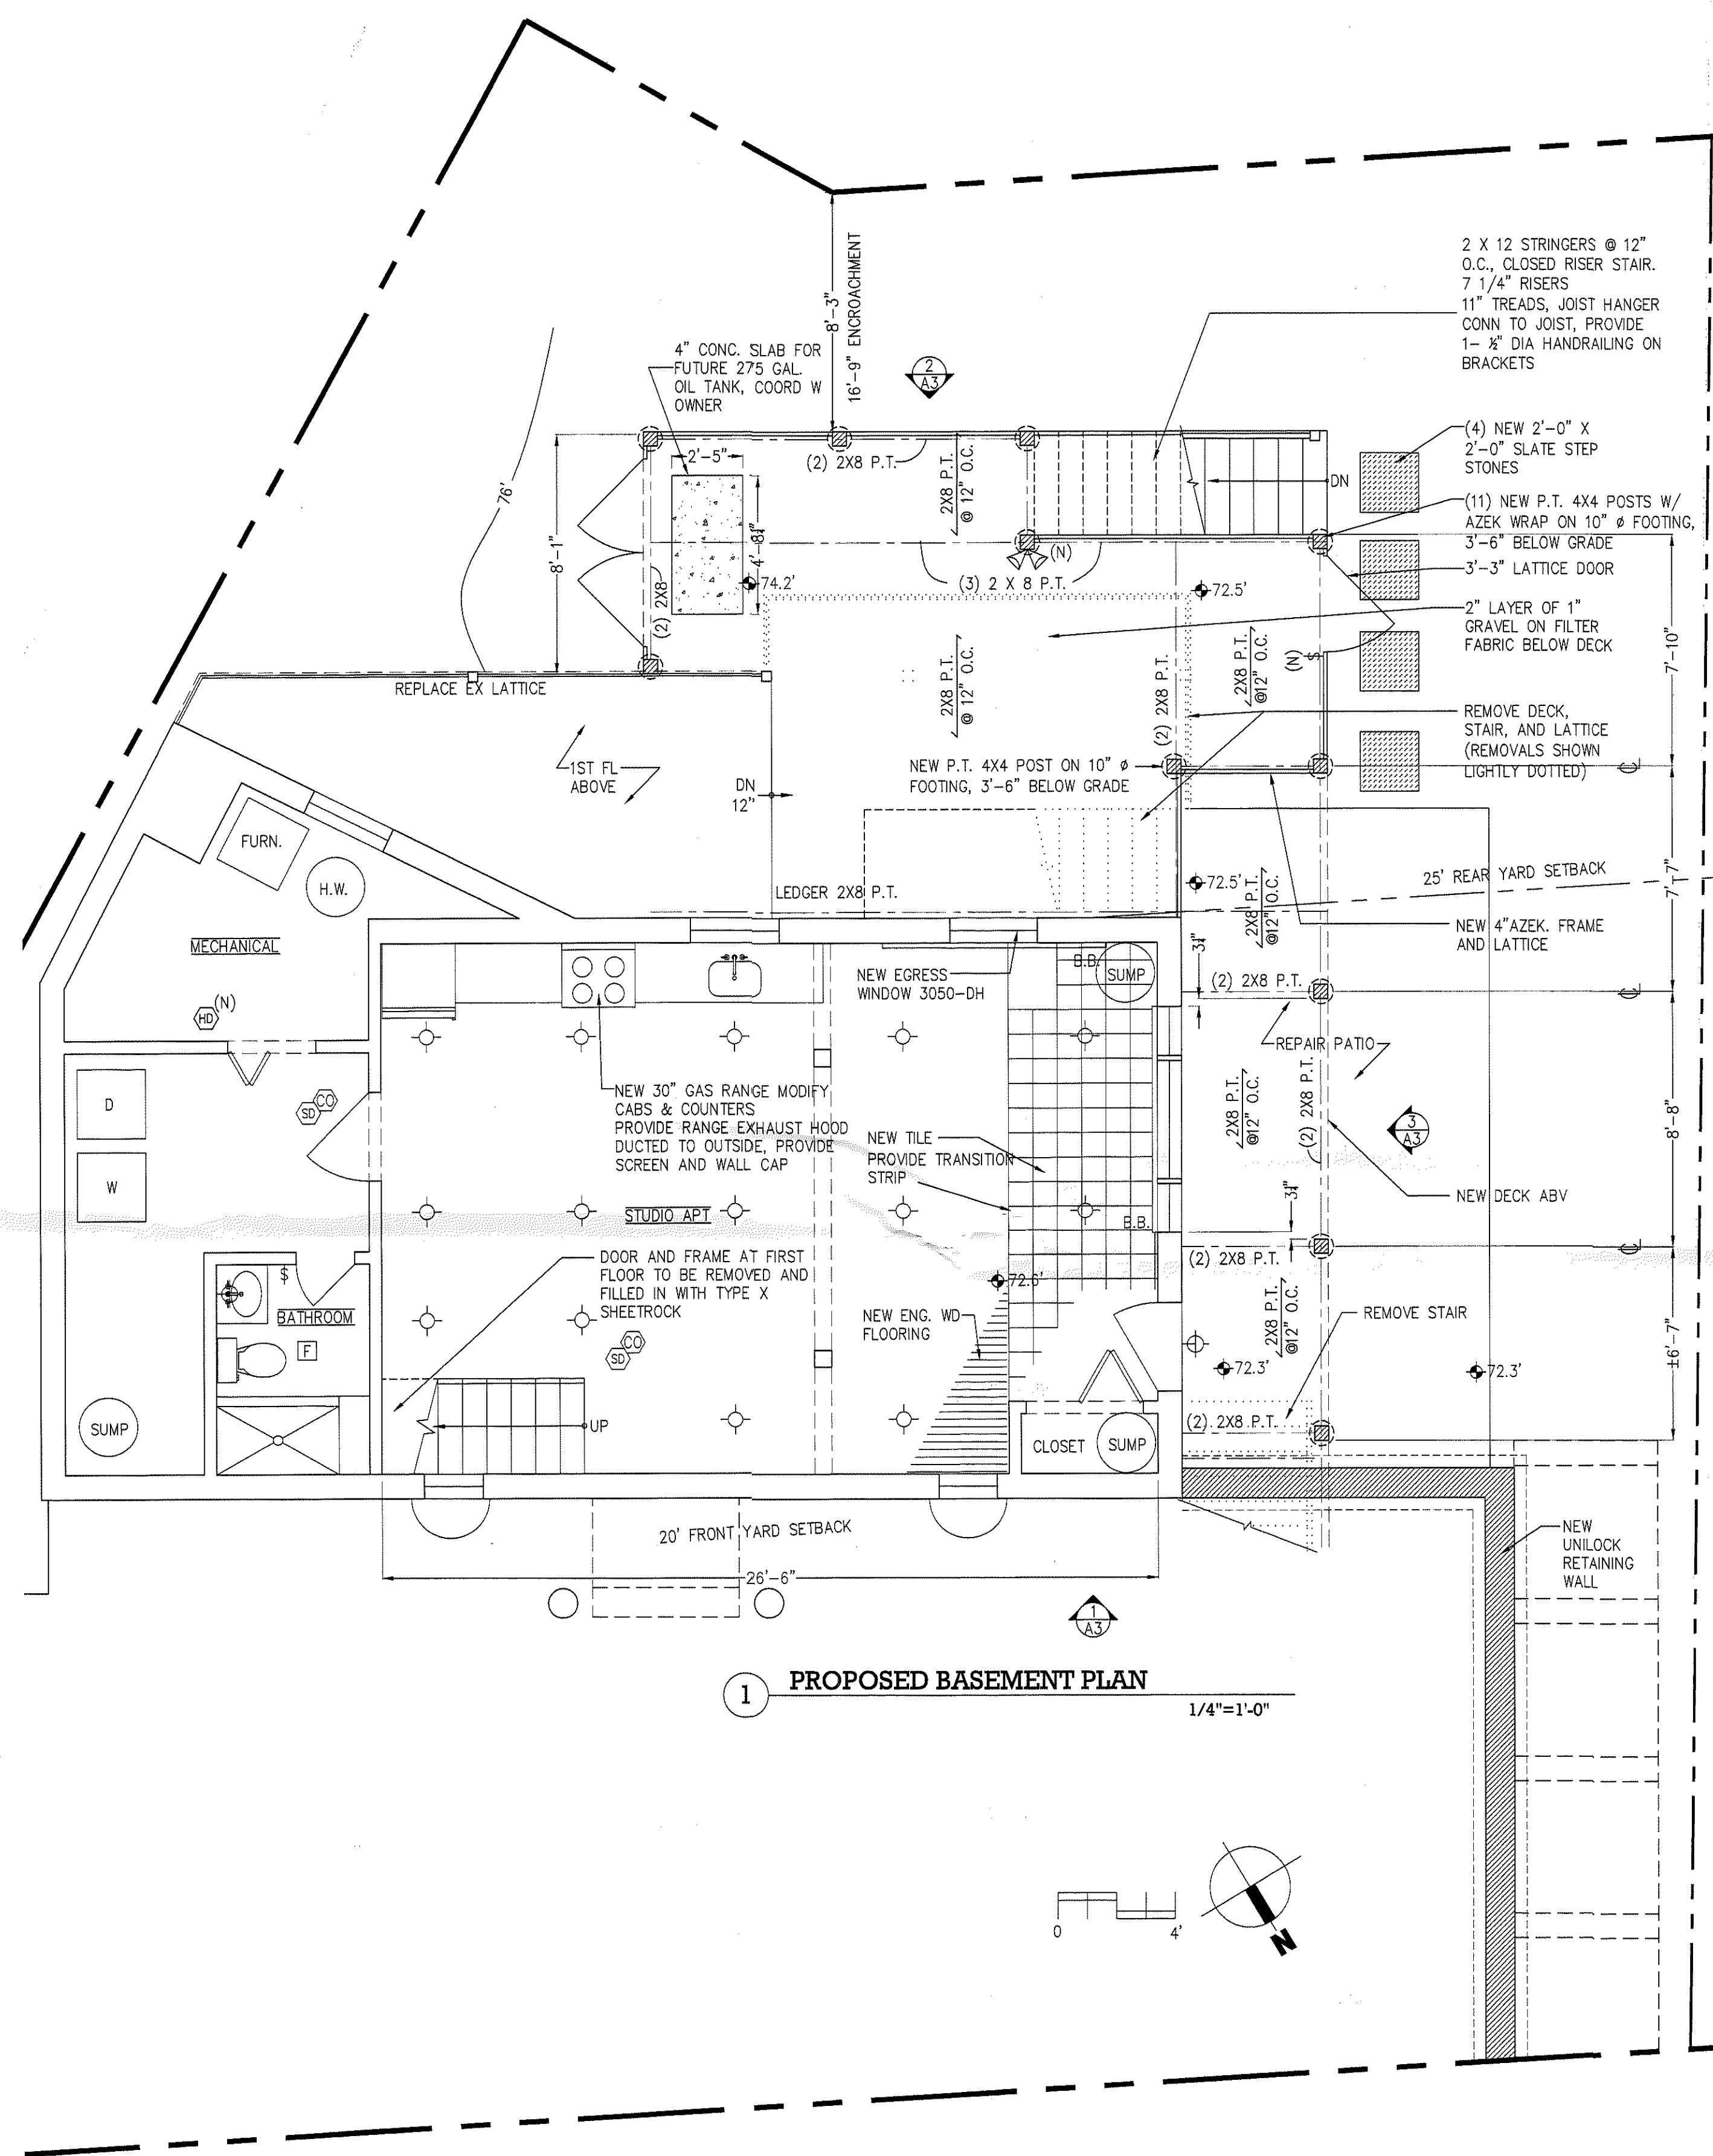 16'-9" ENCROACHMENT
8'-3"
2 X 12 STRINGERS @ 12"
O.C., CLOSED RISER STAIR.
7 1/4" RISERS
11" TREADS, JOIST HANGER
CONN TO JOIST, PROVIDE
1- ½" DIA HANDRAILING ON
BRACKETS
4" CONC. SLAB FOR
FUTURE 275 GAL.
OIL TANK, COORD W
OWNER
2
A3
76'
2'-5"
(2) 2X8 P.T.
2X8 P.T.
@ 12" O.C.
DN
(4) NEW 2'-0" X
2'-0" SLATE STEP
STONES
(11) NEW P.T. 4X4 POSTS W/
AZEK WRAP ON 10" ø FOOTING,
3'-6" BELOW GRADE
3'-3" LATTICE DOOR
2" LAYER OF 1"
GRAVEL ON FILTER
FABRIC BELOW DECK
8'-1"
(2) 2X8
74.2'
(N)
(3) 2 X 8 P.T.
72.5'
7'-10"
REPLACE EX LATTICE
2X8 P.T.
@ 12" O.C.
(2) 2X8 P.T.
2X8 P.T.
@12" O.C.
(N)
$
REMOVE DECK,
STAIR, AND LATTICE
(REMOVALS SHOWN
LIGHTLY DOTTED)
1ST FL
ABOVE
DN
12"
NEW P.T. 4X4 POST ON 10" ø
FOOTING, 3'-6" BELOW GRADE
FURN.
H.W.
LEDGER 2X8 P.T.
72.5'
2X8 P.T.
@12" O.C.
25' REAR YARD SETBACK
7'-7"
NEW 4"AZEK. FRAME
AND LATTICE
MECHANICAL
HD
(N)
NEW EGRESS
WINDOW 3050-DH
B.B.
SUMP
(2) 2X8 P.T.
REPAIR PATIO
D
W
SD
CO
NEW 30" GAS RANGE MODIFY
CABS & COUNTERS
PROVIDE RANGE EXHAUST HOOD
DUCTED TO OUTSIDE, PROVIDE
SCREEN AND WALL CAP
NEW TILE
PROVIDE TRANSITION
STRIP
2X8 P.T.
@12" O.C.
(2) 2X8 P.T.
3
A3
8'-8"
NEW DECK ABV
STUDIO APT
B.B.
DOOR AND FRAME AT FIRST
FLOOR TO BE REMOVED AND
FILLED IN WITH TYPE X
SHEETROCK
72.6'
(2) 2X8 P.T.
$
BATHROOM
F
SD
CO
NEW ENG. WD
FLOORING
2X8 P.T.
@12" O.C.
REMOVE STAIR
72.3'
72.3'
±6'-7"
SUMP
UP
CLOSET
SUMP
(2) 2X8 P.T.
20' FRONT YARD SETBACK
26'-6"
NEW
UNILOCK
RETAINING
WALL
1
A3
1
PROPOSED BASEMENT PLAN
1/4"=1'-0"
0
4'
N